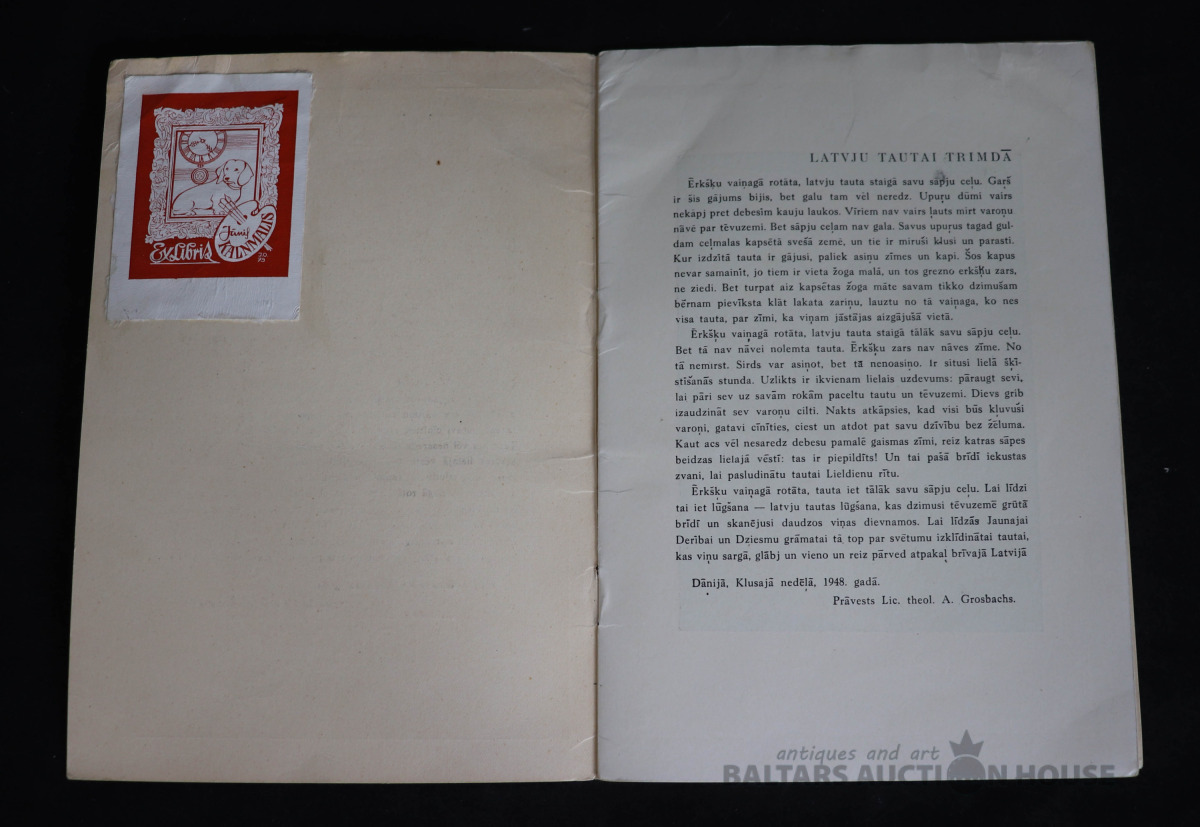 Jānis
KALNMALIS
Ex Libris
LATVJU TAUTAI TRIMDĀ
Ērkšķu vaiņagā rotāta, latvju tauta staigā savu sāpju ceļu. Gaŗš
ir šis gājums bijis, bet galu tam vēl neredz. Upuŗu dūmi vairs
nekāpj pret debesīm kauju laukos. Vīriem nav vairs ļauts mirt varoņu
nāvē par tēvuzemi. Bet sāpju ceļam nav gala. Savus upuŗus tagad gul-
dam ceļmalas kapsētā svešā zemē, un tie ir miruši klusi un parasti.
Kur izdzītā tauta ir gājusi, paliek asiņu zīmes un kapi. Šos kapus
nevar samainīt, jo tiem ir vieta žoga malā, un tos grezno erkšķu zars,
ne ziedi. Bet turpat aiz kapsētas žoga māte savam tikko dzimušam
bērnam pievīksta klāt lakata zariņu, lauztu no tā vaiņaga, ko nes
visa tauta, par zīmi, ka viņam jāstājas aizgājušā vietā.
Ērkšķu vaiņagā rotāta, latvju tauta staigā tālāk savu sāpju ceļu.
Bet tā nav nāvei nolemta tauta. Ērkšķu zars nav nāves zīme. No
tā nemirst. Sirds var asiņot, bet tā nenoasiņo. Ir situsi lielā šķī-
stīšanās stunda. Uzlikts ir ikvienam lielais uzdevums: pāraugt sevi,
lai pāri sev uz savām rokām paceltu tautu un tēvuzemi. Dievs grib
izaudzināt sev varoņu cilti. Nakts atkāpsies, kad visi būs kļuvuši
varoņi, gatavi cīnīties, ciest un atdot pat savu dzīvību bez žēluma.
Kaut acs vēl nesaredz debesu pamalē gaismas zīmi, reiz katras sāpes
beidzas lielajā vēstī: tas ir piepildīts! Un tai pašā brīdī iekustas
zvani, lai pasludinātu tautai Lieldienu rītu.
Ērkšķu vaiņagā rotāta, tauta iet tālāk savu sāpju ceļu. Lai līdzi
tai iet lūgšana — latvju tautas lūgšana, kas dzimusi tēvuzemē grūtā
brīdī un skanējusi daudzos viņas dievnamos. Lai līdzās Jaunajai
Derībai un Dziesmu grāmatai tā top par svētumu izklīdinātai tautai,
kas viņu sargā, glābj un vieno un reiz pārved atpakaļ brīvajā Latvijā
Dānijā, Klusajā nedēļā, 1948. gadā.
Prāvests Lic. theol. A. Grosbachs.
antiques and art
BALTARS AUCTION HOUSE